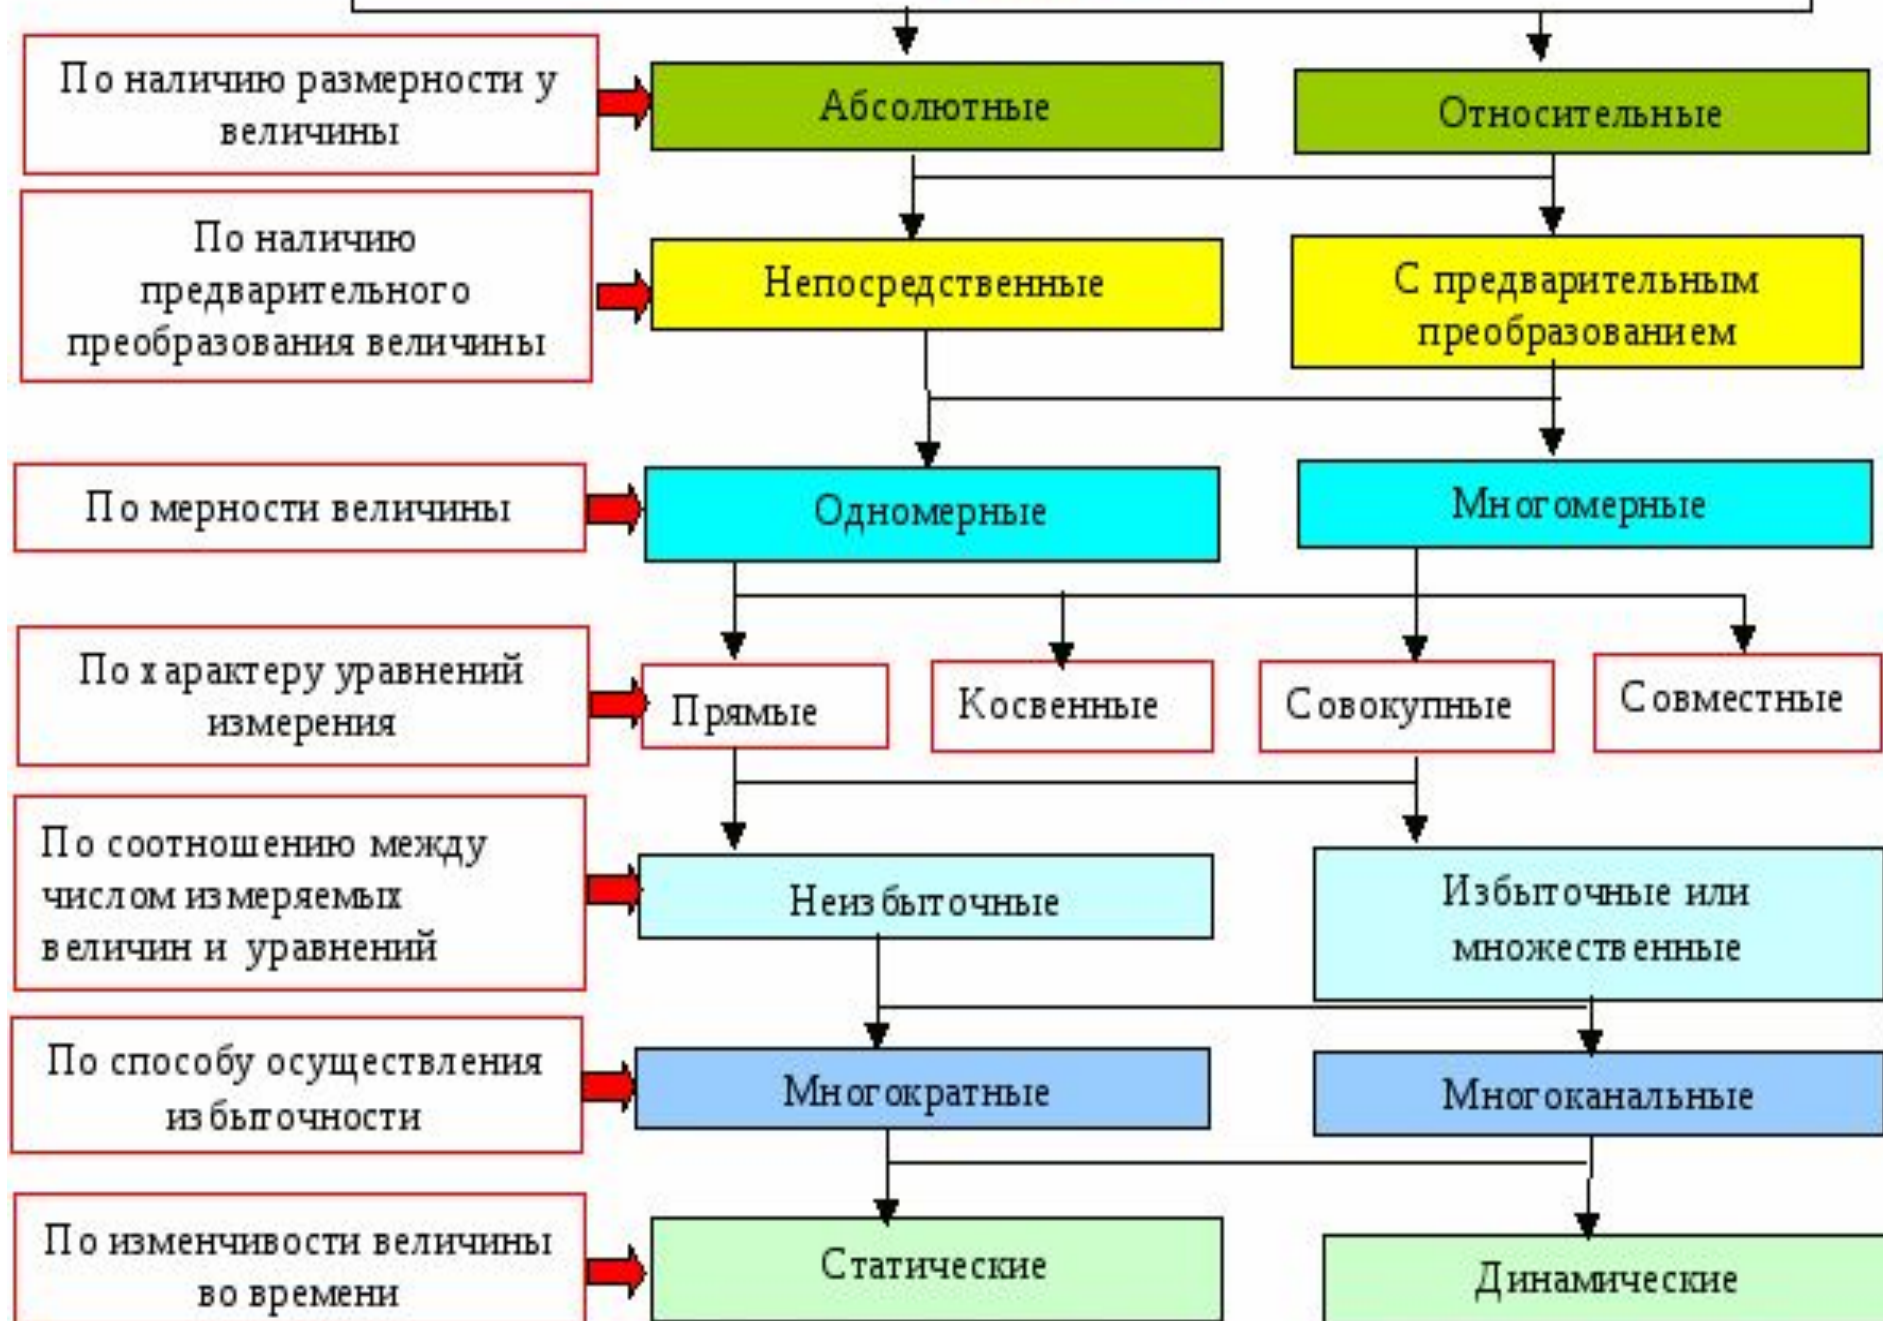 По наличию размерности у
величины
Абсолютные
Относительные
По наличию
предварительного
преобразования величины
Непосредственные
С предварительным
преобразованием
По мерности величины
Одномерные
Многомерные
По характеру уравнений
измерения
Прямые
Косвенные
Совокупные
Совместные
По соотношению между
числом измеряемых
величин и уравнений
Неизбыточные
Избыточные или
множественные
По способу осуществления
избыточности
Многократные
Многоканальные
По изменчивости величины
во времени
Статические
Динамические